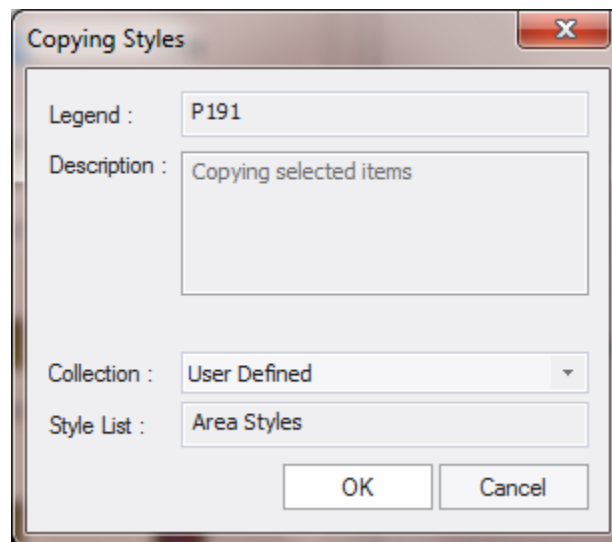 Copying Styles
Legend : P191
Description : Copying selected items
Collection : User Defined
Style List : Area Styles
OK Cancel